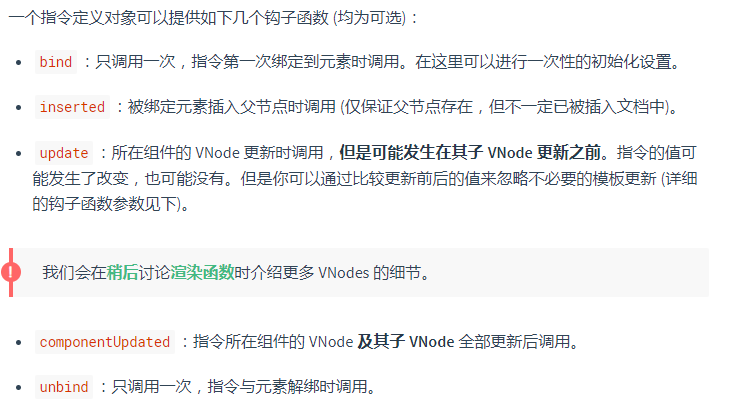 一个指令定义对象可以提供如下几个钩子函数 (均为可选)：
bind ：只调用一次，指令第一次绑定到元素时调用。在这里可以进行一次性的初始化设置。
inserted ：被绑定元素插入父节点时调用 (仅保证父节点存在，但不一定已被插入文档中)。
update ：所在组件的 VNode 更新时调用，但是可能发生在其子 VNode 更新之前。指令的值可
能发生了改变，也可能没有。但是你可以通过比较更新前后的值来忽略不必要的模板更新 (详细
的钩子函数参数见下)。
! 我们会在稍后讨论渲染函数时介绍更多 VNodes 的细节。
componentUpdated ：指令所在组件的 VNode 及其子 VNode 全部更新后调用。
unbind ：只调用一次，指令与元素解绑时调用。